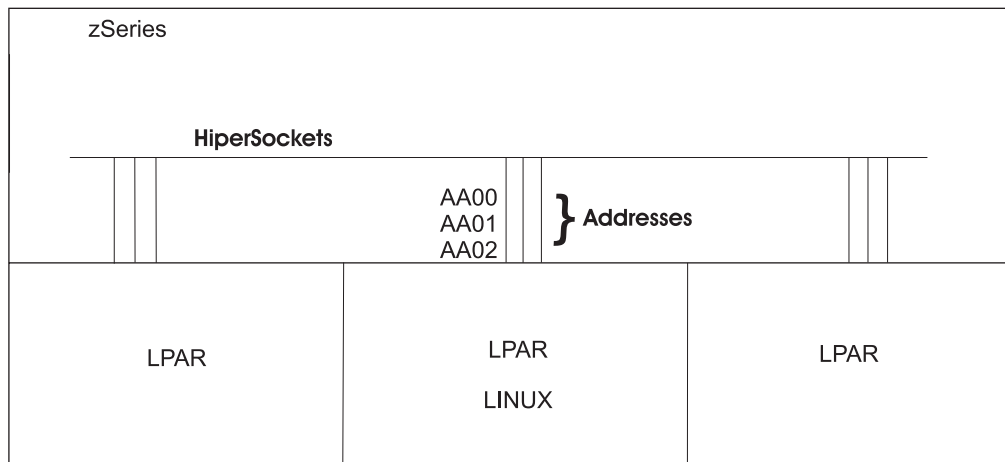 zSeries
HiperSockets
AA00
AA01
AA02
} Addresses
LPAR
LPAR
LINUX
LPAR